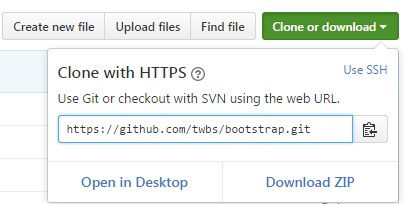 Create new file Upload files Find file Clone or download
Clone with HTTPS ? Use SSH
Use Git or checkout with SVN using the web URL.
https://github.com/twbs/bootstrap.git
Open in Desktop Download ZIP